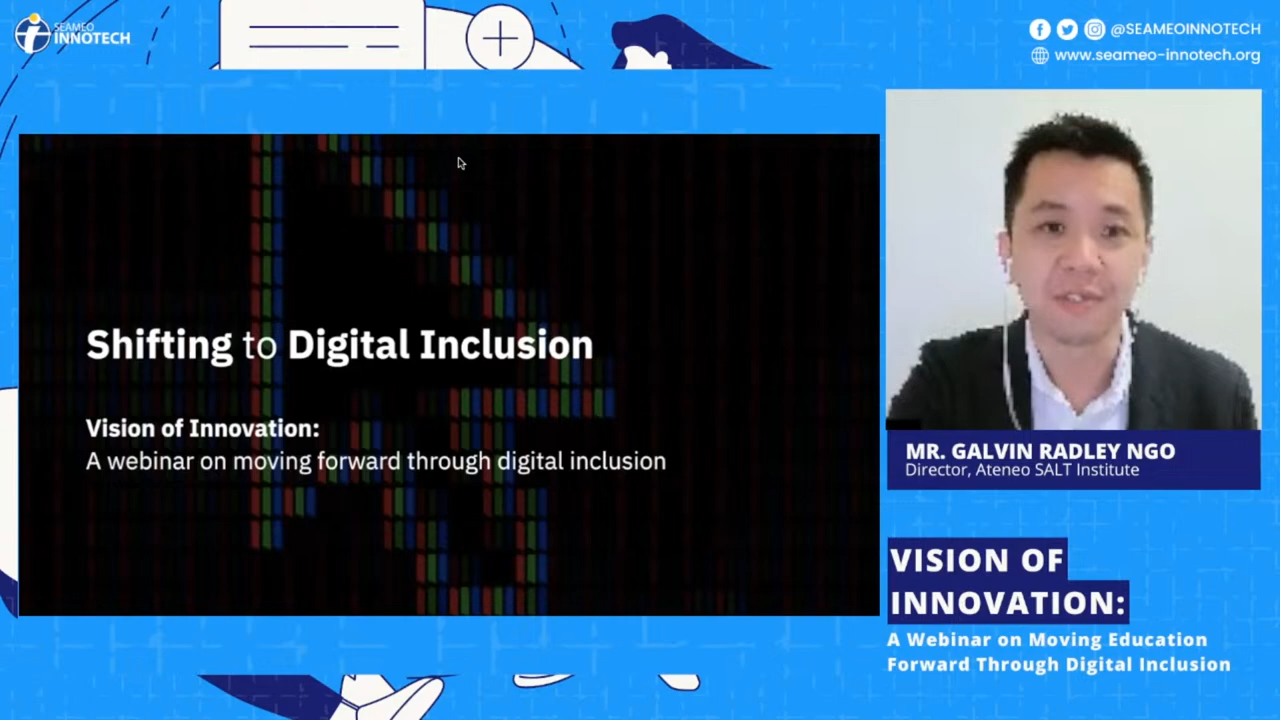 SEAMEO
INNOTECH
@SEAMEOINNOTECH
www.seameo-innotech.org
Shifting to Digital Inclusion
Vision of Innovation:
A webinar on moving forward through digital inclusion
MR. GALVIN RADLEY NGO
Director, Ateneo SALT Institute
VISION OF
INNOVATION:
A Webinar on Moving Education
Forward Through Digital Inclusion